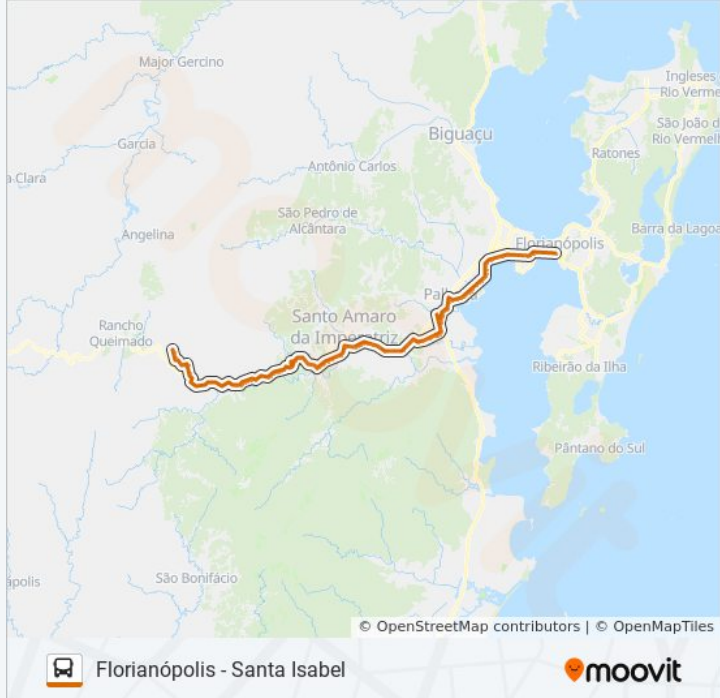 Major Gercino
Ingleses
Rio Verme
Biguaçu
São João d
Rio Vermel
Garcia
Ratones
Antônio Carlos
a Clara
São Pedro de
Alcântara
Barra da Lagoa
Angelina
Florianópolis
Santo Amaro
da Imperatriz
Rancho
Queimado
Ribeirão da Ilha
Pântano do Sul
São Bonifácio
ápolis
© OpenStreetMap contributors | © OpenMapTiles
Florianópolis - Santa Isabel
moovit